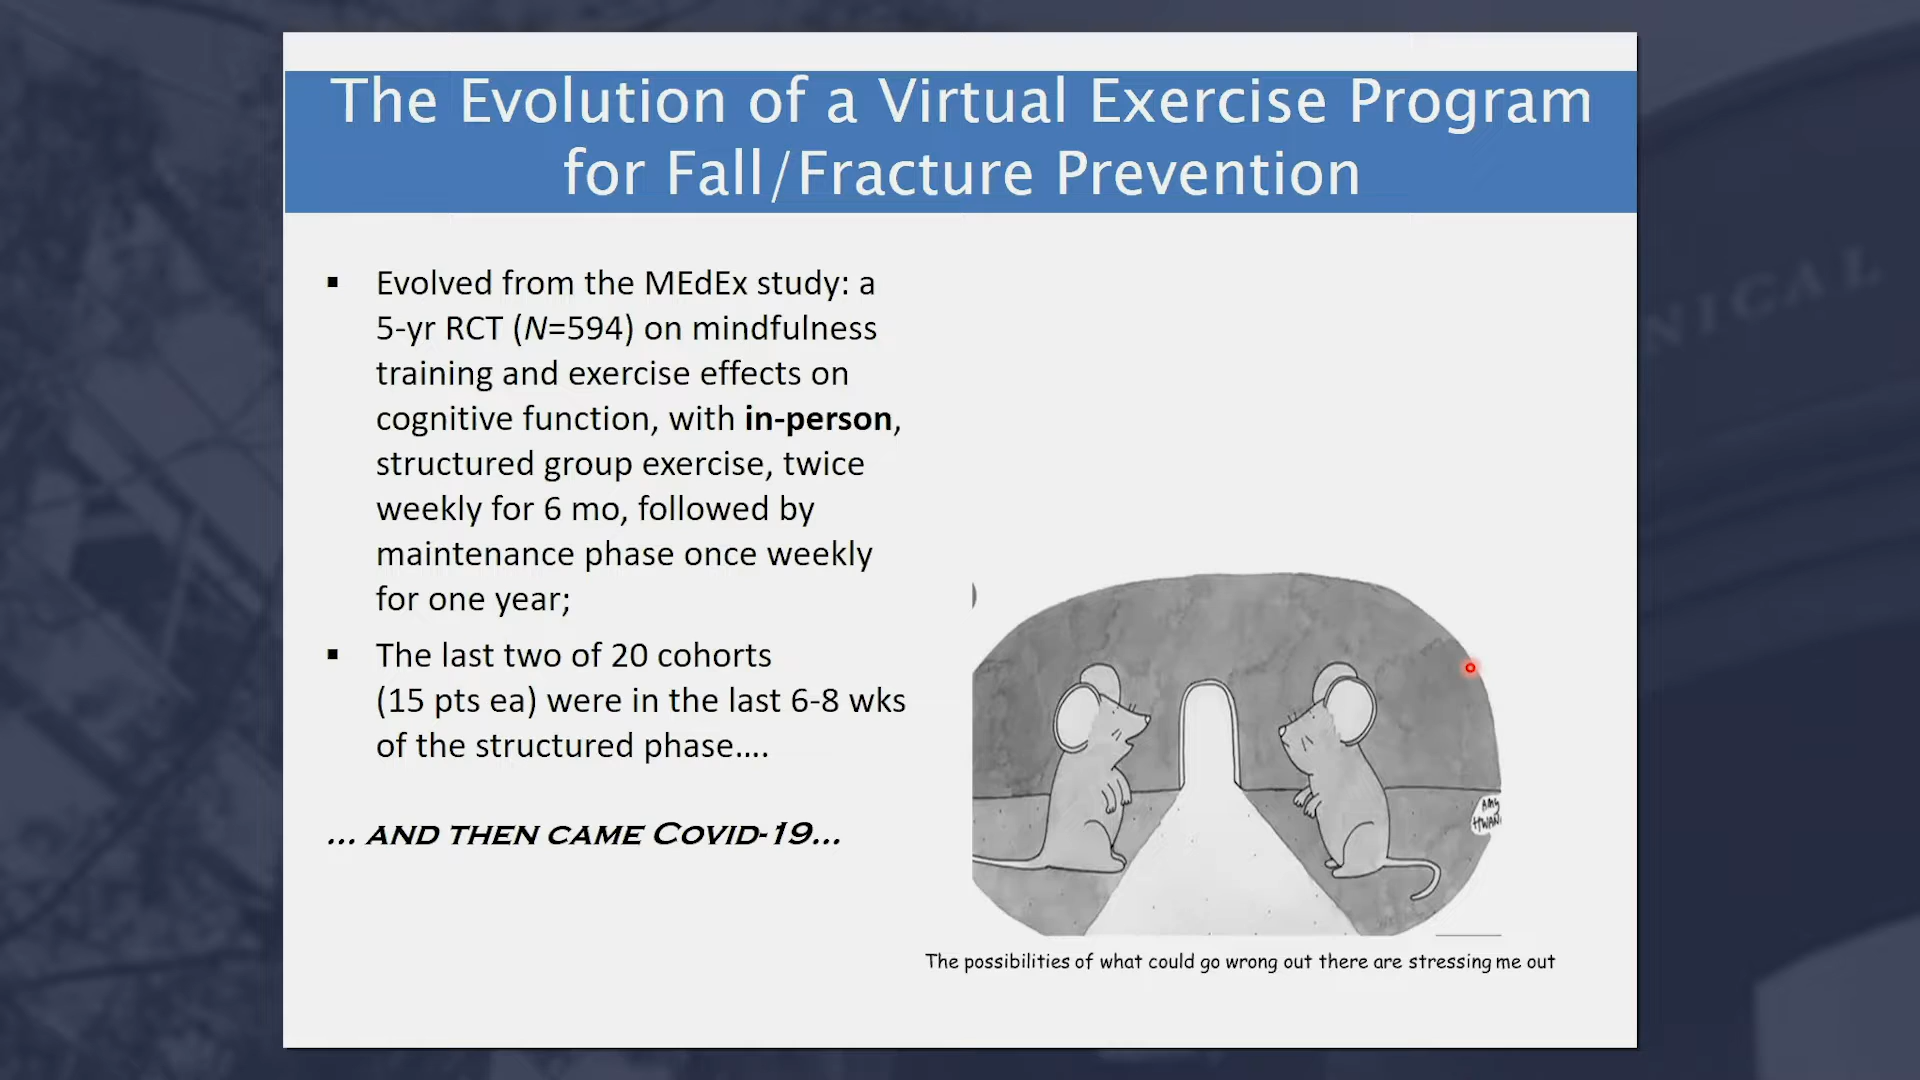 The Evolution of a Virtual Exercise Program
for Fall/Fracture Prevention
▪ Evolved from the MEdEx study: a
5-yr RCT (N=594) on mindfulness
training and exercise effects on
cognitive function, with in-person,
structured group exercise, twice
weekly for 6 mo, followed by
maintenance phase once weekly
for one year;
▪ The last two of 20 cohorts
(15 pts ea) were in the last 6-8 wks
of the structured phase....
... AND THEN CAME COVID-19...
AMY
HWAN
The possibilities of what could go wrong out there are stressing me out
NICAL